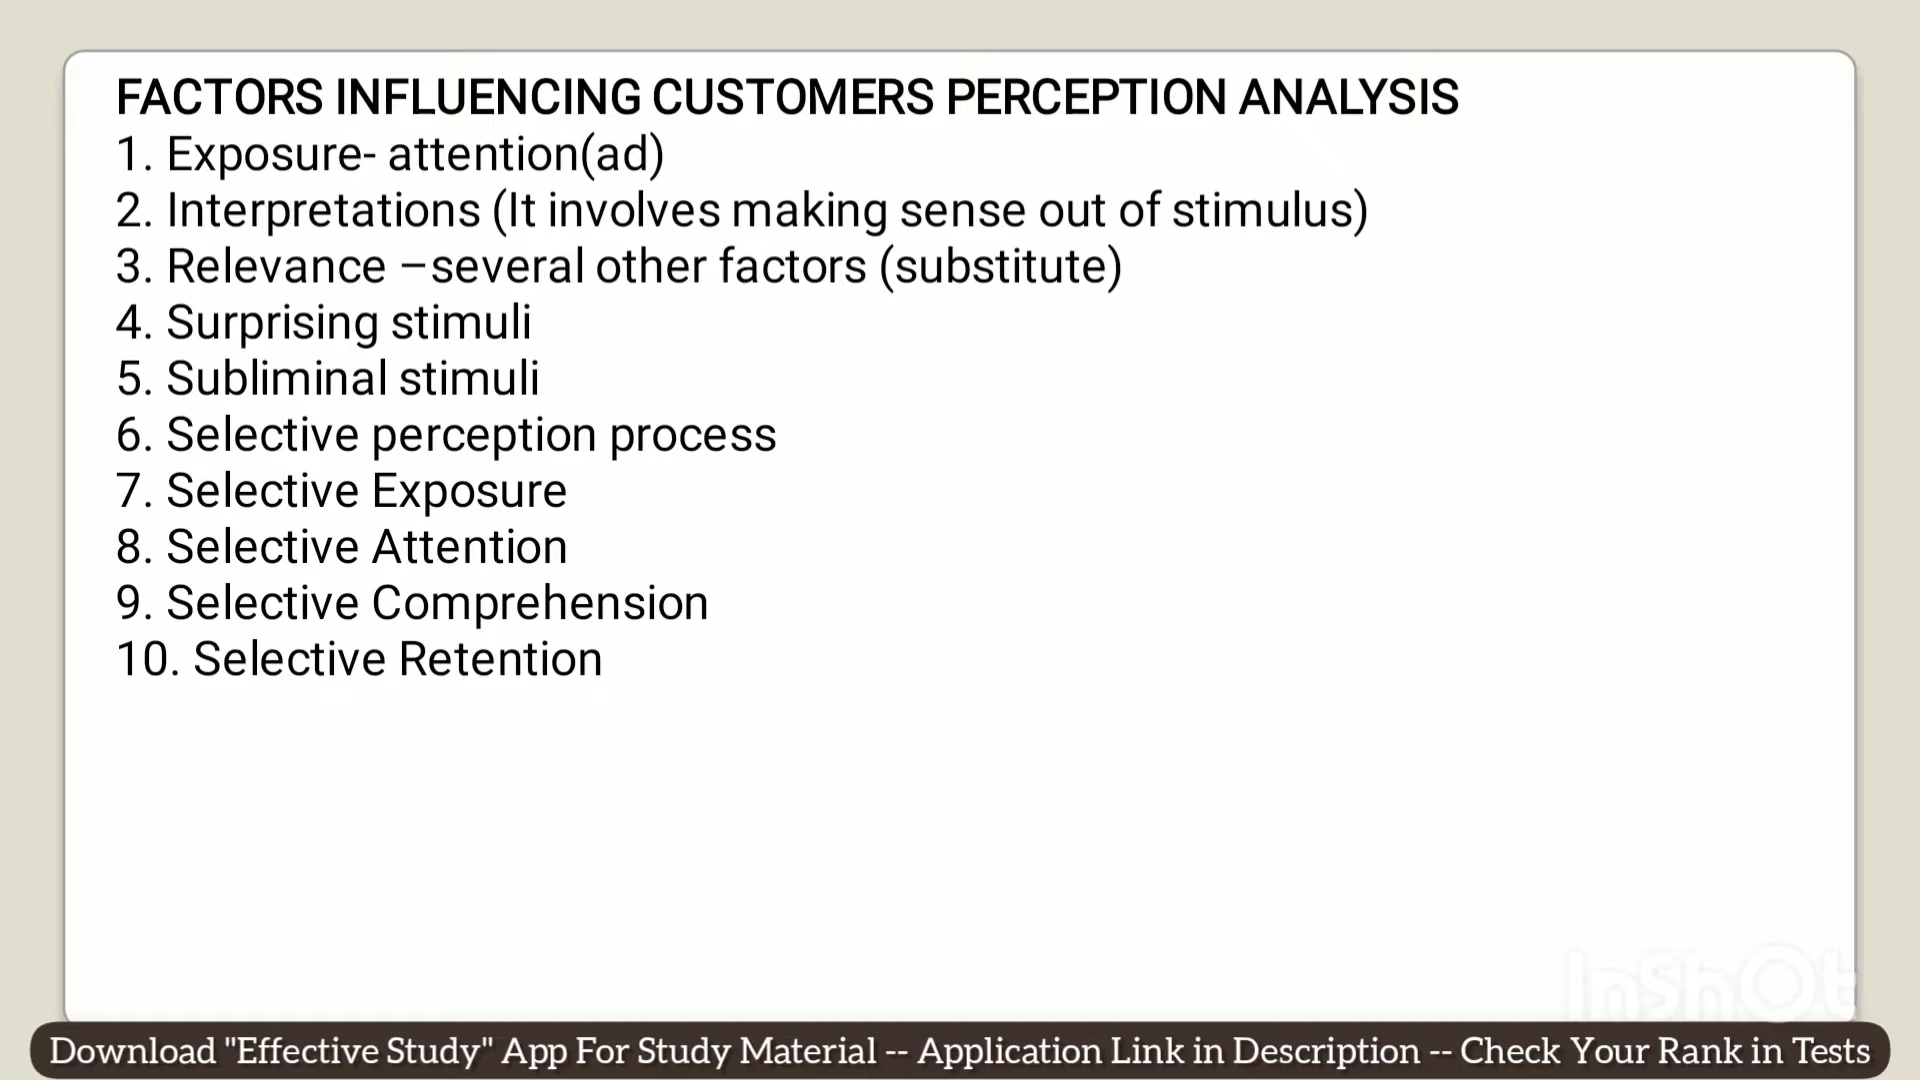 FACTORS INFLUENCING CUSTOMERS PERCEPTION ANALYSIS
1. Exposure- attention(ad)
2. Interpretations (It involves making sense out of stimulus)
3. Relevance –several other factors (substitute)
4. Surprising stimuli
5. Subliminal stimuli
6. Selective perception process
7. Selective Exposure
8. Selective Attention
9. Selective Comprehension
10. Selective Retention
InShOt
Download "Effective Study" App For Study Material -- Application Link in Description -- Check Your Rank in Tests